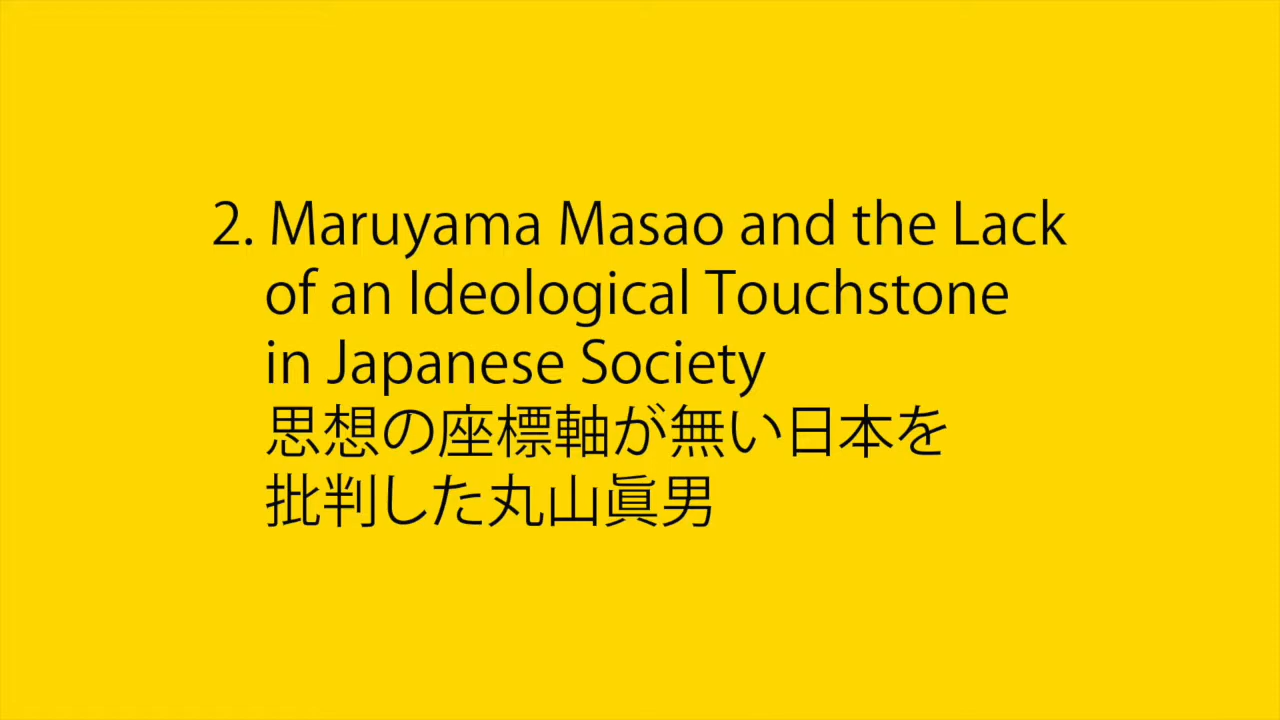 2. Maruyama Masao and the Lack
of an Ideological Touchstone
in Japanese Society
思想の座標軸が無い日本を
批判した丸山眞男